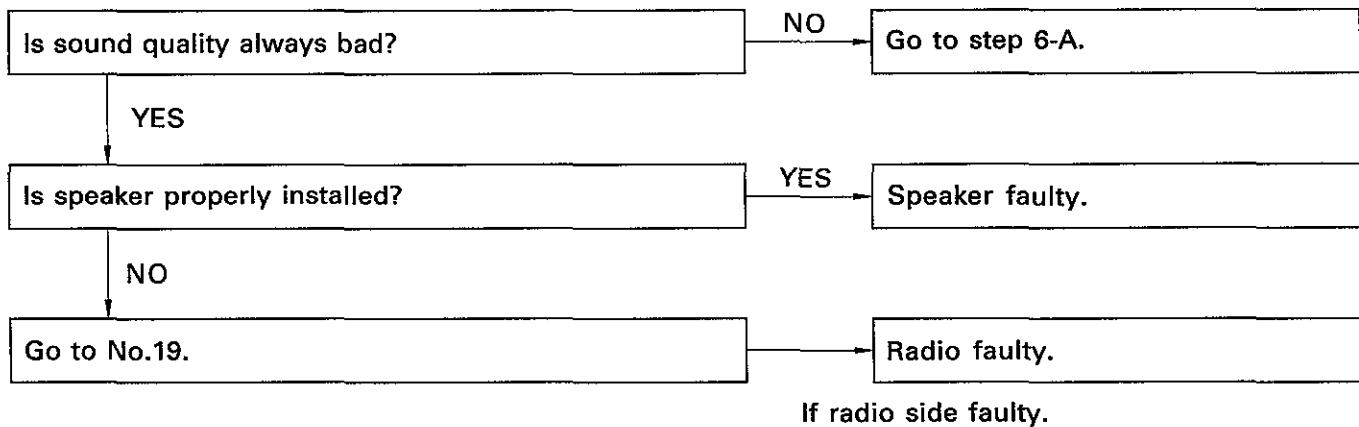 Is sound quality always bad?
NO
Go to step 6-A.
YES
Is speaker properly installed?
YES
Speaker faulty.
NO
Go to No.19.
Radio faulty.
If radio side faulty.